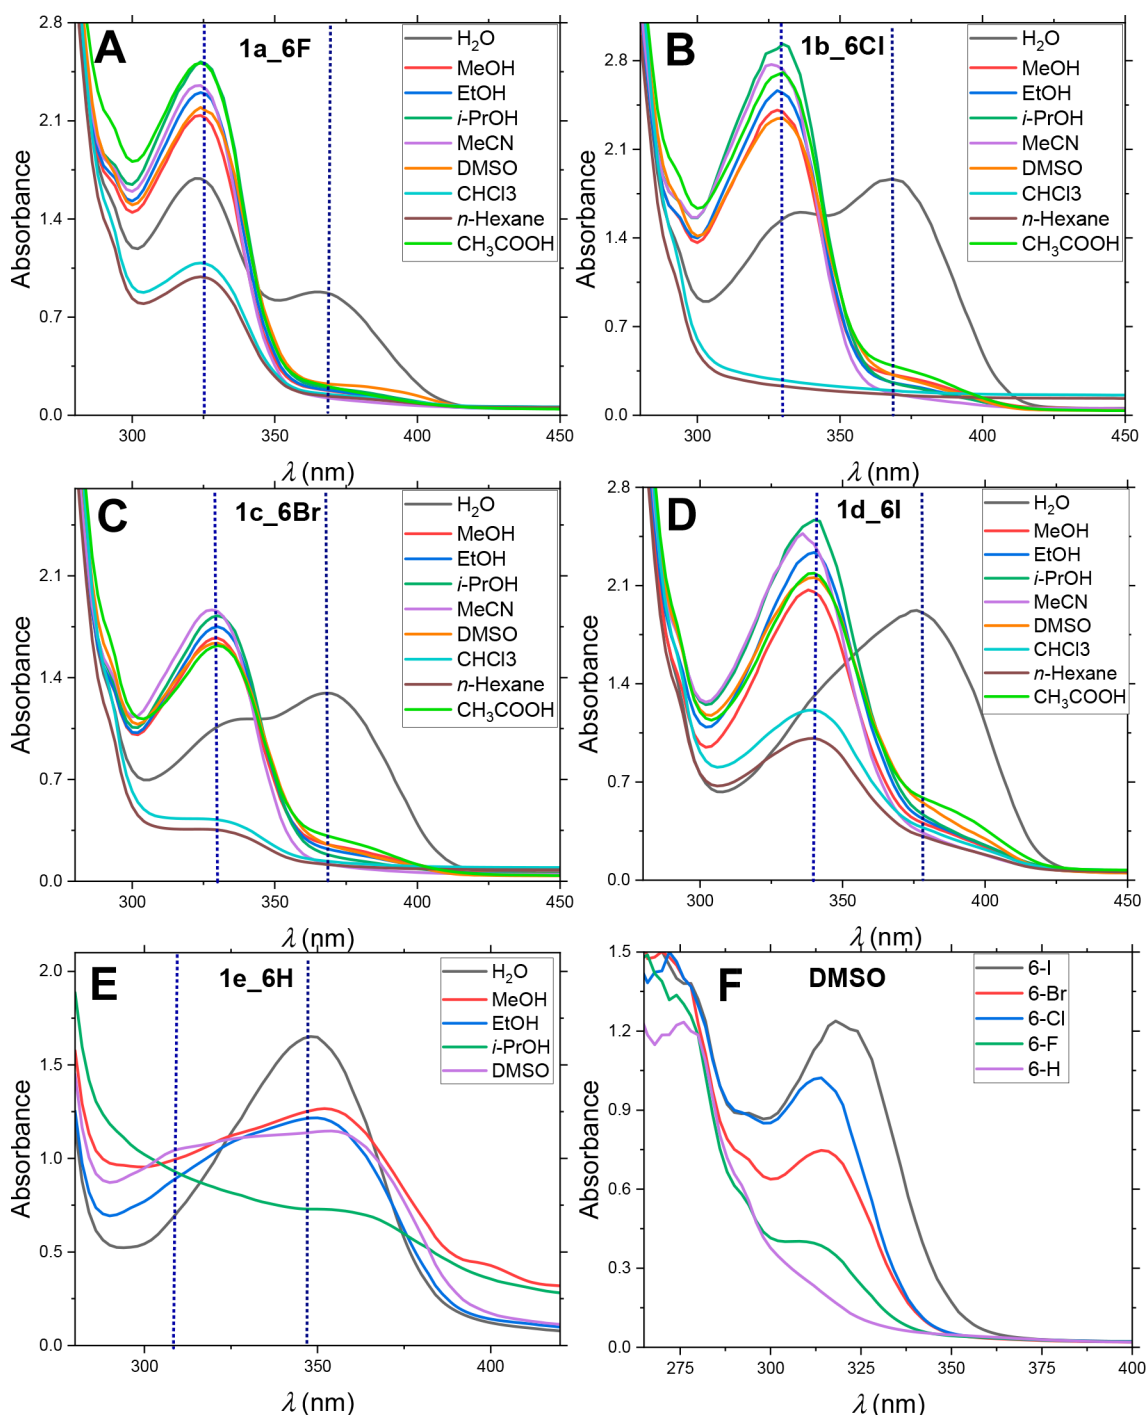 A
1a_6F
H₂O
MeOH
EtOH
i-PrOH
MeCN
DMSO
CHCl3
n-Hexane
CH₃COOH
Absorbance
2.8
2.1
1.4
0.7
0.0
300 350 400 450
λ (nm)
B
1b_6Cl
H₂O
MeOH
EtOH
i-PrOH
MeCN
DMSO
CHCl3
n-Hexane
CH₃COOH
Absorbance
2.8
2.1
1.4
0.7
0.0
300 350 400 450
λ (nm)
C
1c_6Br
H₂O
MeOH
EtOH
i-PrOH
MeCN
DMSO
CHCl3
n-Hexane
CH₃COOH
Absorbance
2.1
1.4
0.7
0.0
300 350 400 450
λ (nm)
D
1d_6I
H₂O
MeOH
EtOH
i-PrOH
MeCN
DMSO
CHCl3
n-Hexane
CH₃COOH
Absorbance
2.8
2.1
1.4
0.7
0.0
300 350 400 450
λ (nm)
E
1e_6H
H₂O
MeOH
EtOH
i-PrOH
DMSO
Absorbance
2.0
1.5
1.0
0.5
0.0
300 350 400
λ (nm)
F
DMSO
6-I
6-Br
6-Cl
6-F
6-H
Absorbance
1.5
1.2
0.9
0.6
0.3
0.0
275 300 325 350 375 400
λ (nm)